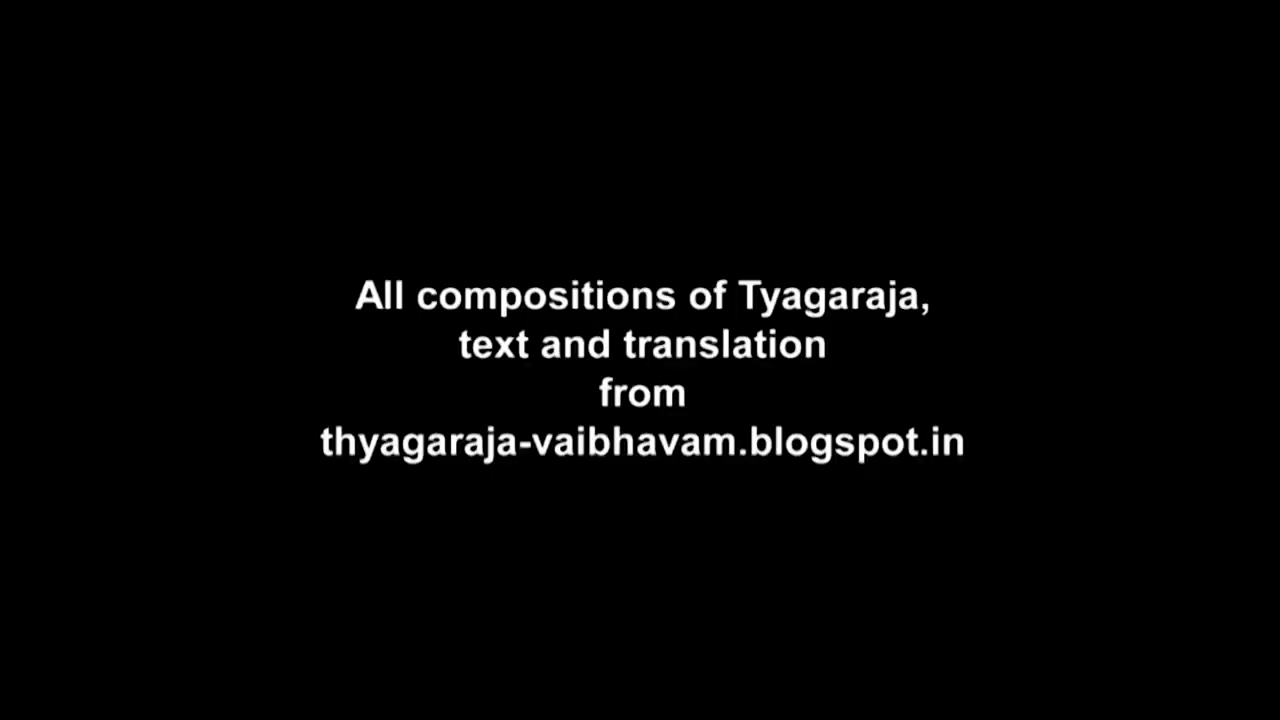 All compositions of Tyagaraja,
text and translation
from
thyagaraja-vaibhavam.blogspot.in